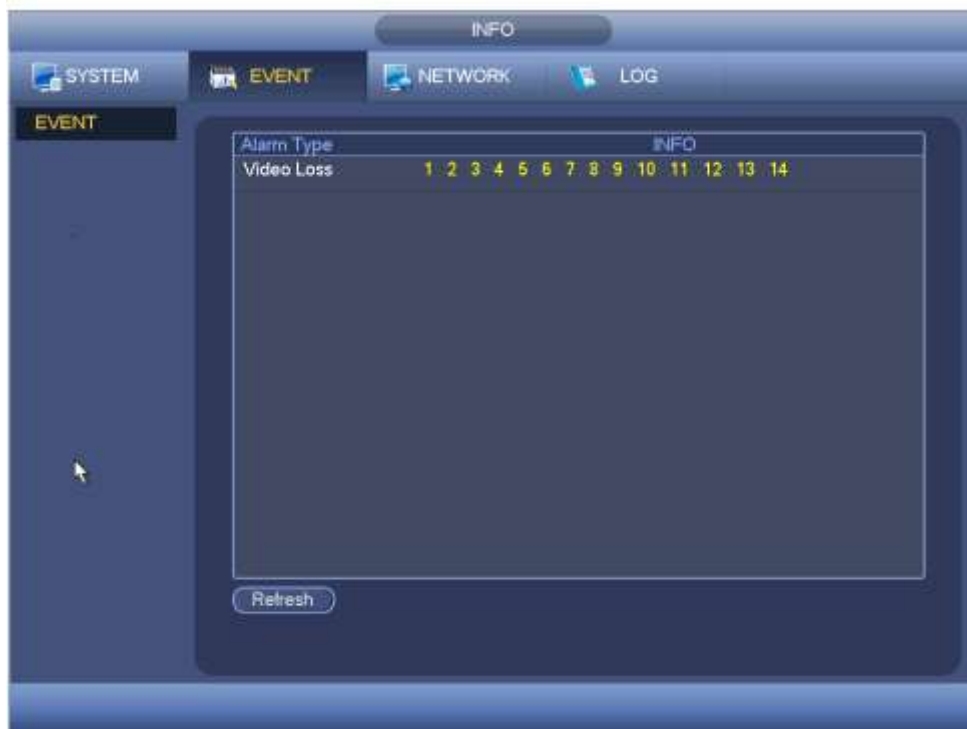 INFO
SYSTEM EVENT NETWORK LOG
EVENT
Alarm Type INFO
Video Loss 1 2 3 4 5 6 7 8 9 10 11 12 13 14
Refresh